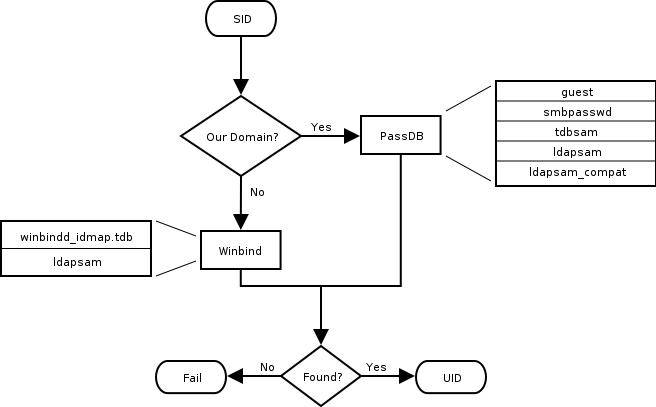 SID
Our Domain?
Yes
PassDB
guest
smbpasswd
tdbsam
ldapsam
ldapsam_compat
No
winbindd_idmap.tdb
ldapsam
Winbind
Found?
No
Yes
Fail
UID